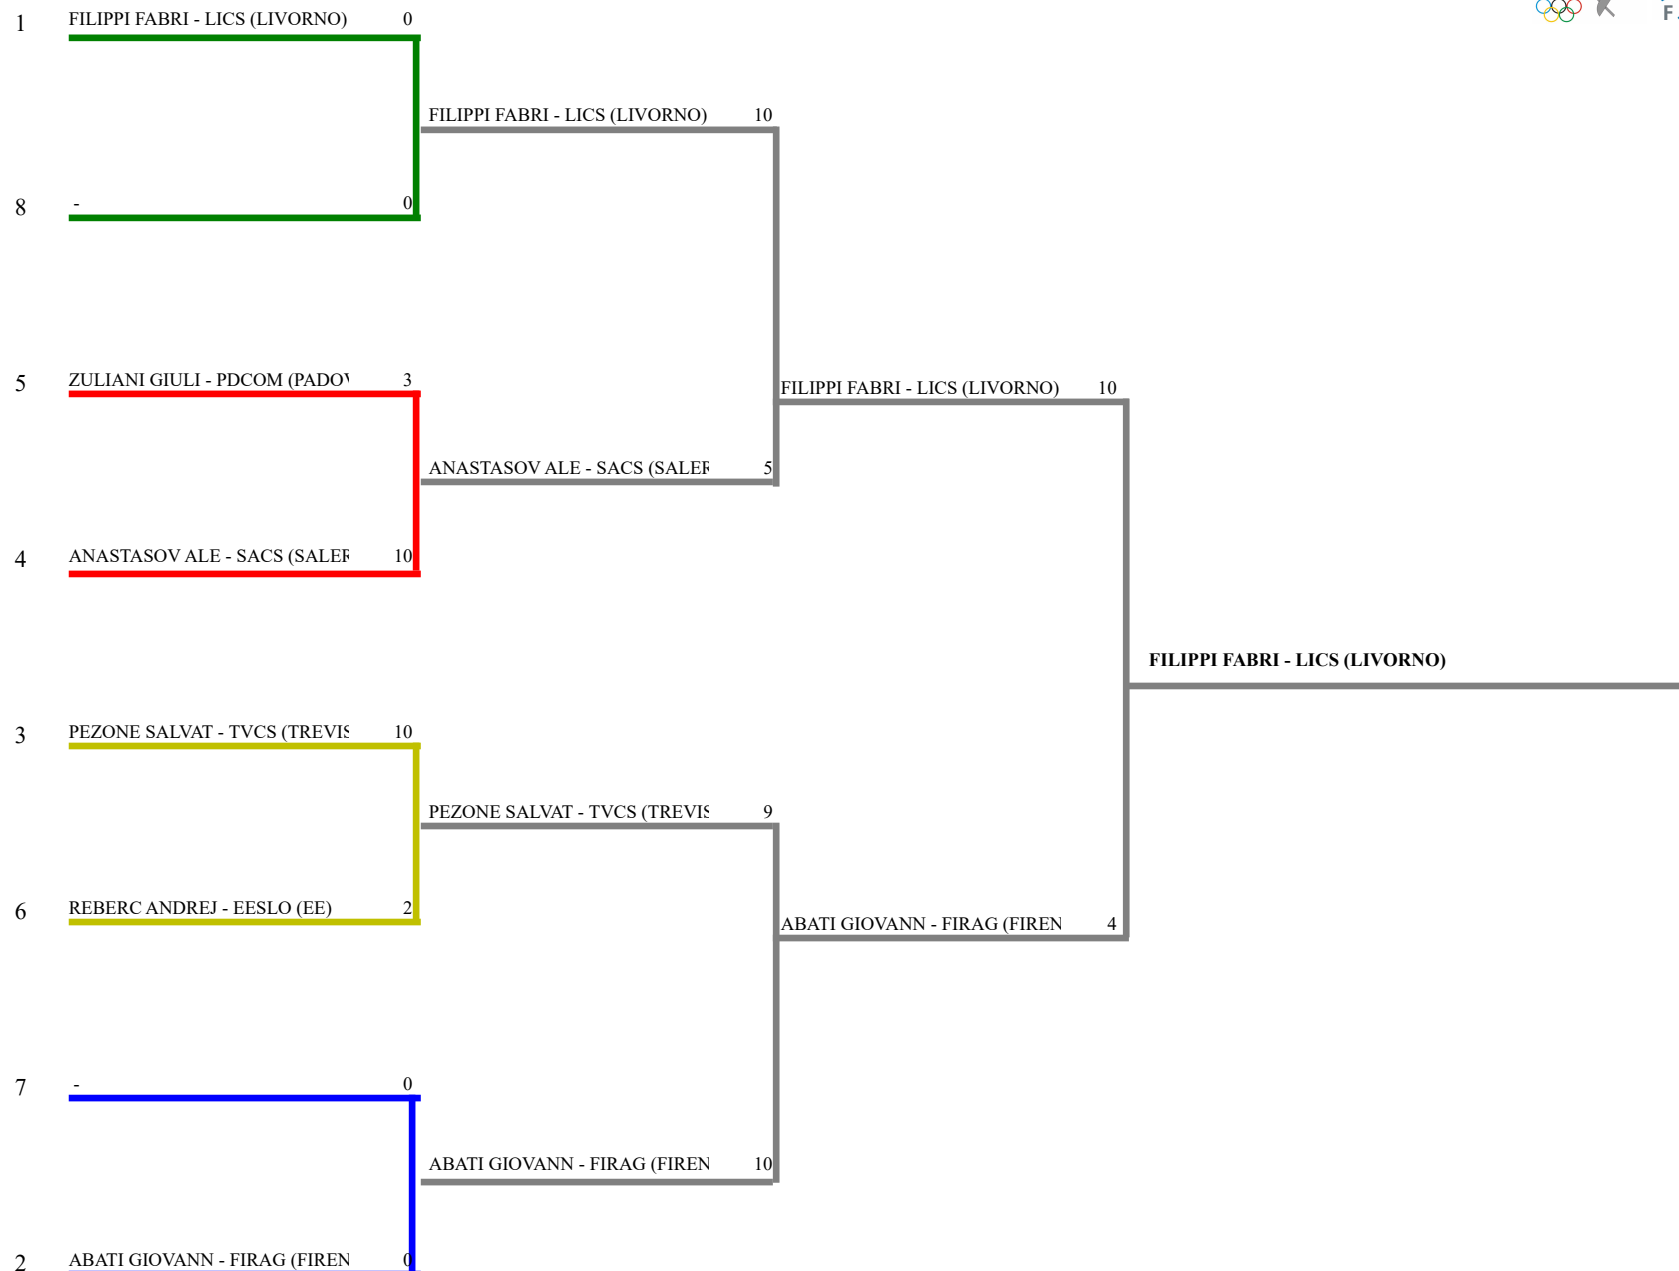 1 FILIPPI FABRI - LICS (LIVORNO) 0
F
FILIPPI FABRI - LICS (LIVORNO) 10
8 - 0
5 ZULIANI GIULI - PDCOM (PADOV 3
FILIPPI FABRI - LICS (LIVORNO) 10
ANASTASOV ALE - SACS (SALER 5
4 ANASTASOV ALE - SACS (SALER 10
FILIPPI FABRI - LICS (LIVORNO)
3 PEZONE SALVAT - TVCS (TREVIS 10
PEZONE SALVAT - TVCS (TREVIS 9
6 REBERC ANDREJ - EESLO (EE) 2
ABATI GIOVANN - FIRAG (FIREN 4
7 - 0
ABATI GIOVANN - FIRAG (FIREN 10
2 ABATI GIOVANN - FIRAG (FIREN 0